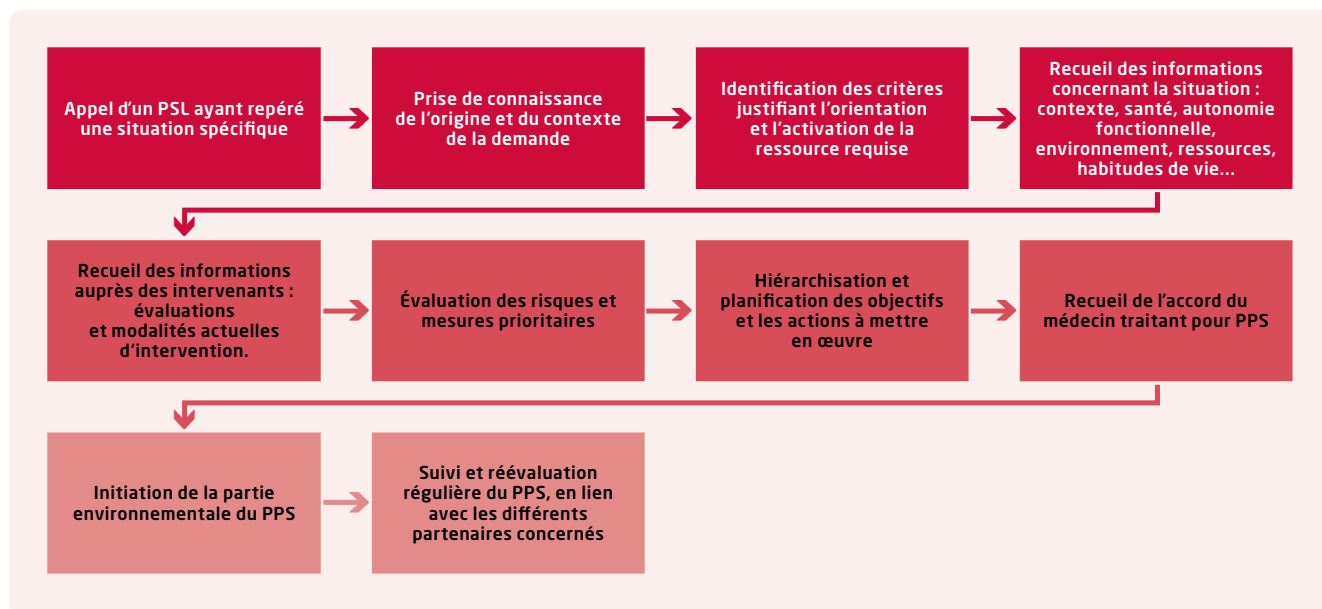 Appel d'un PSL ayant repéré
une situation spécifique
Prise de connaissance
de l'origine et du contexte
de la demande
Identification des critères
justifiant l'orientation
et l'activation de la
ressource requise
Recueil des informations
concernant la situation :
contexte, santé, autonomie
fonctionnelle,
environnement, ressources,
habitudes de vie...
Recueil des informations
auprès des intervenants :
évaluations
et modalités actuelles
d'intervention.
Évaluation des risques et
mesures prioritaires
Hiérarchisation et
planification des objectifs
et les actions à mettre
en œuvre
Recueil de l'accord du
médecin traitant pour PPS
Initiation de la partie
environnementale du PPS
Suivi et réévaluation
régulière du PPS, en lien
avec les différents
partenaires concernés